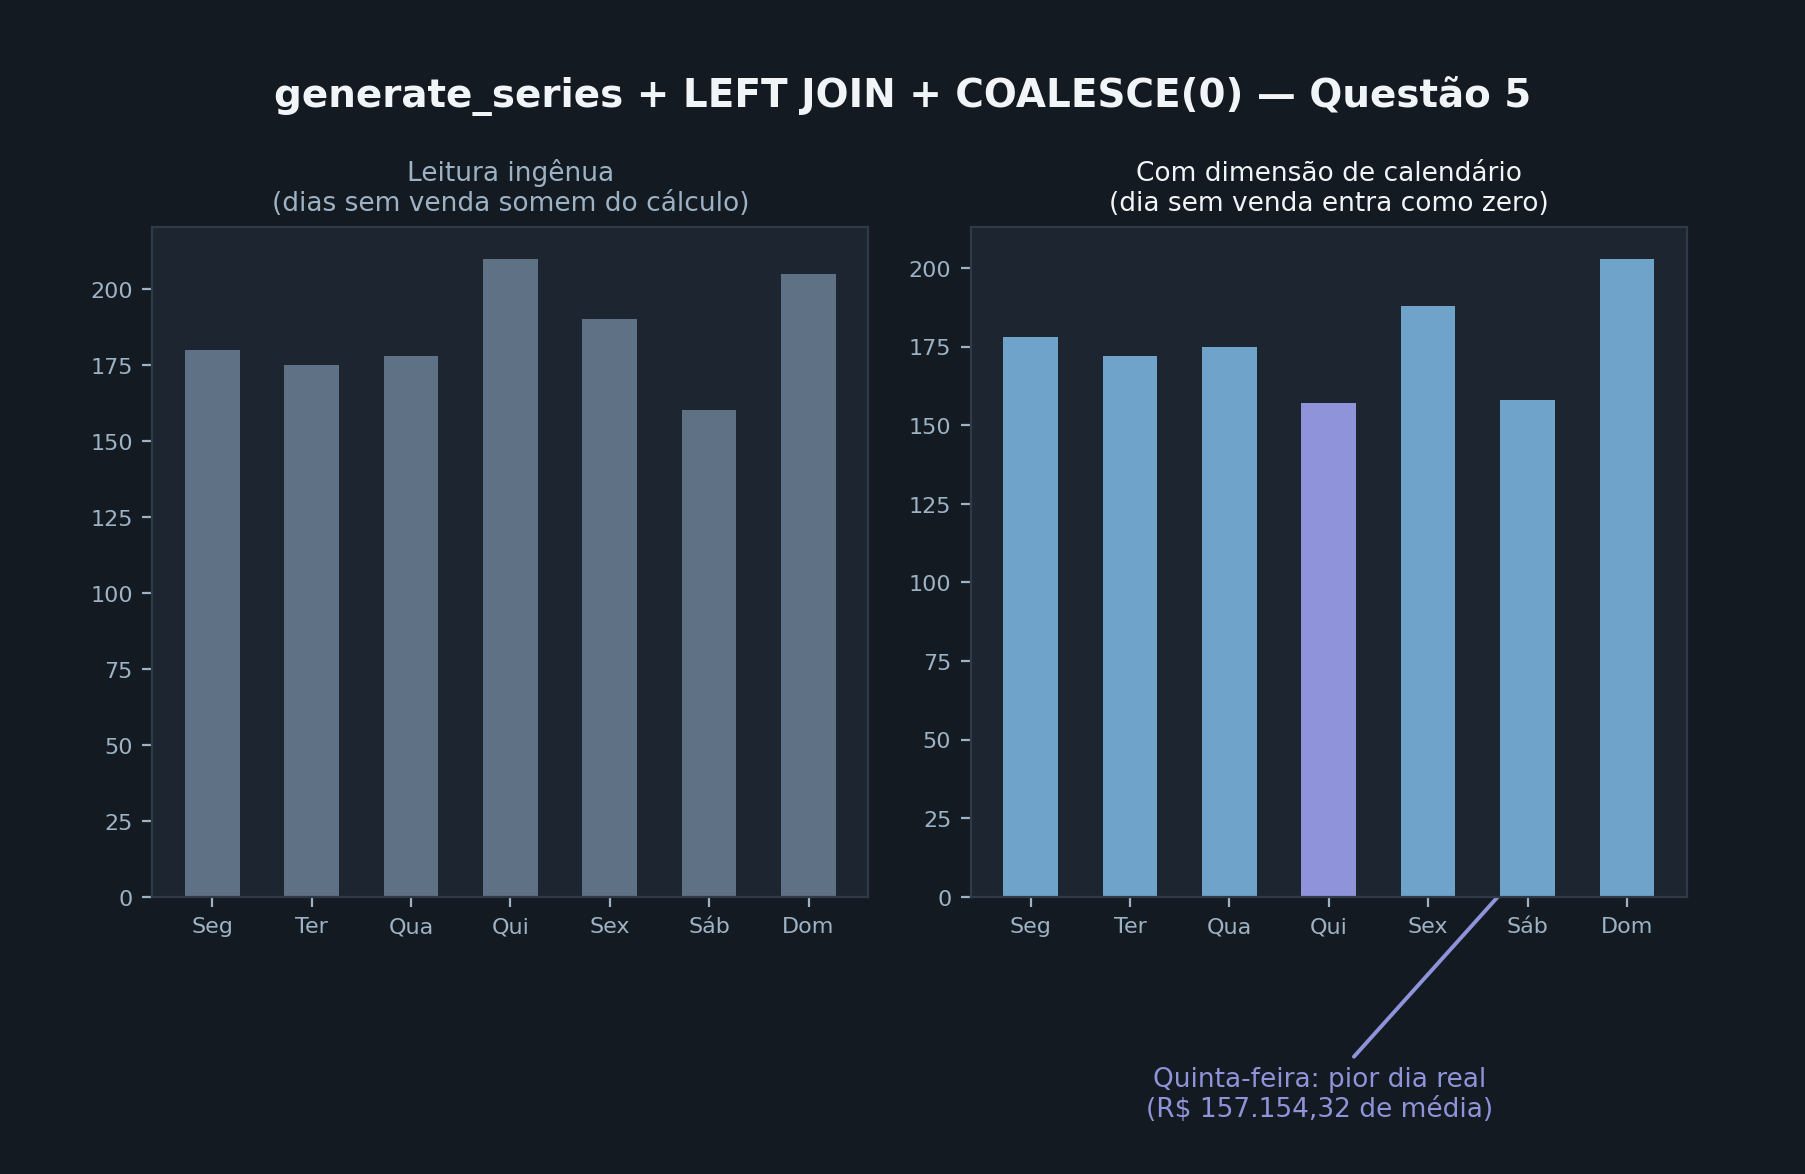 generate_series + LEFT JOIN + COALESCE(0) — Questão 5
Leitura ingênua
(dias sem venda somem do cálculo)
200
175
150
125
100
75
50
25
0
Seg Ter Qua Qui Sex Sáb Dom
Com dimensão de calendário
(dia sem venda entra como zero)
200
175
150
125
100
75
50
25
0
Seg Ter Qua Qui Sex Sáb Dom
Quinta-feira: pior dia real
(R$ 157.154,32 de média)